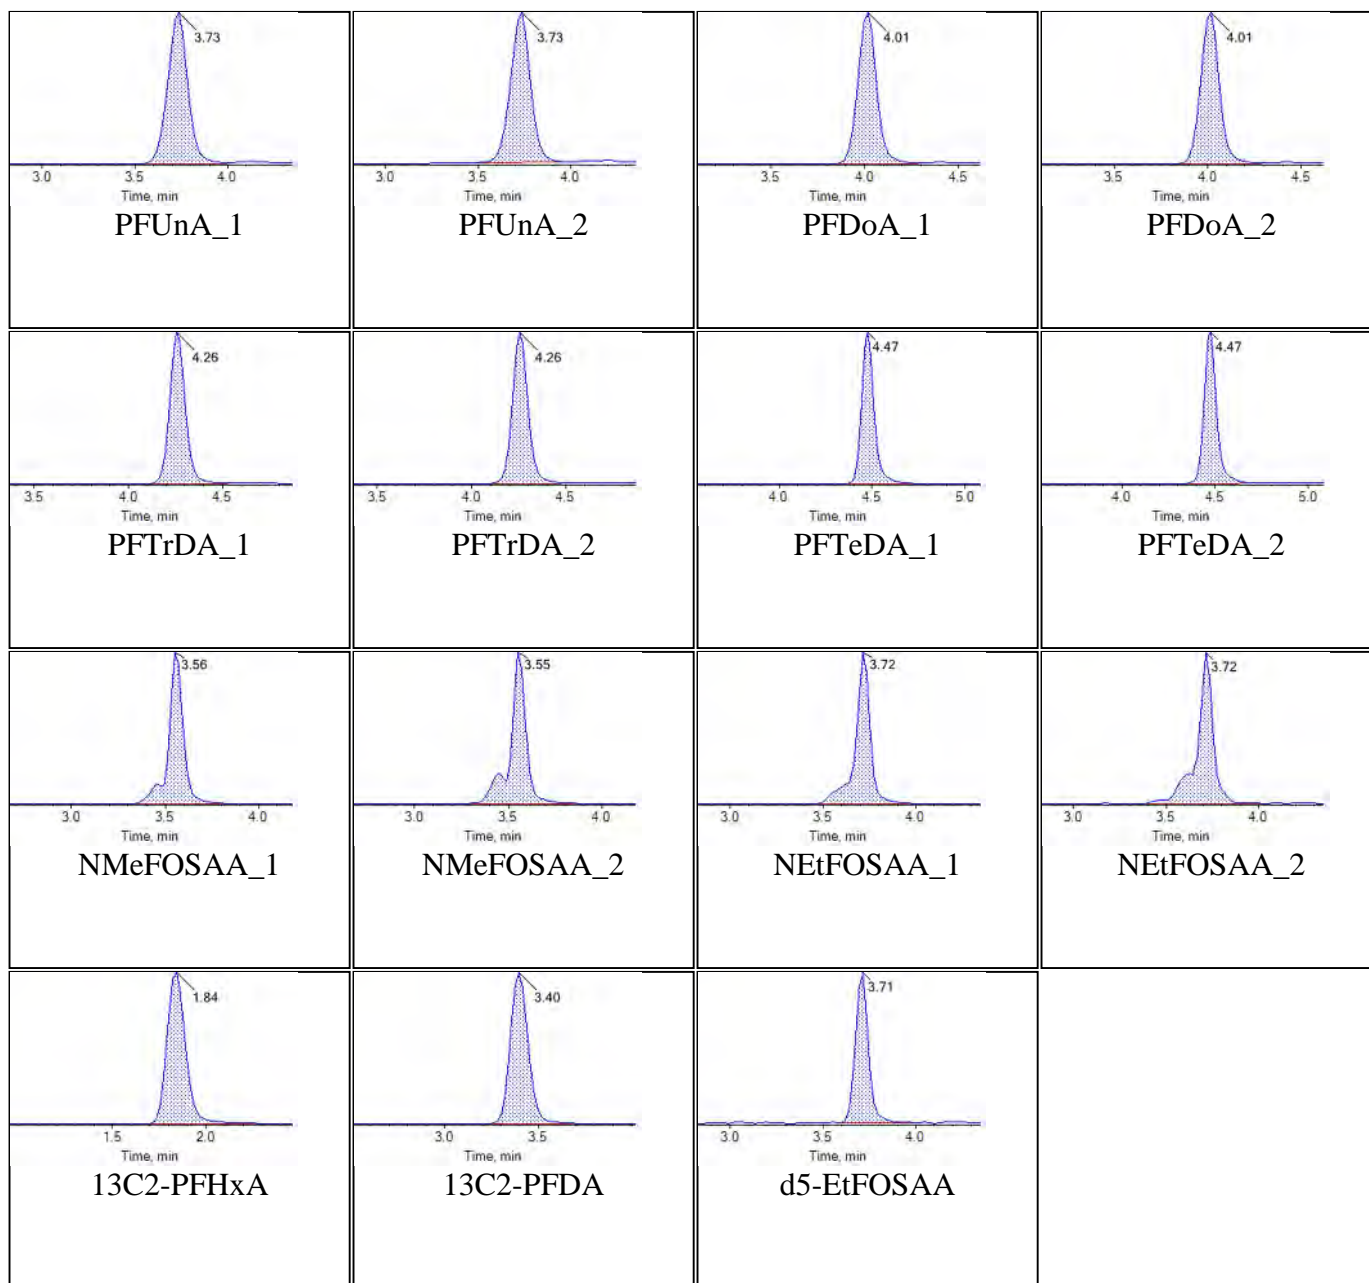 3.73
3.0 3.5 4.0
Time, min
PFUnA_1
3.73
3.0 3.5 4.0
Time, min
PFUnA_2
4.01
3.5 4.0 4.5
Time, min
PFDoA_1
4.01
3.5 4.0 4.5
Time, min
PFDoA_2
4.26
3.5 4.0 4.5
Time, min
PFTrDA_1
4.26
3.5 4.0 4.5
Time, min
PFTrDA_2
4.47
4.0 4.5 5.0
Time, min
PFTeDA_1
4.47
4.0 4.5 5.0
Time, min
PFTeDA_2
3.56
3.0 3.5 4.0
Time, min
NMeFOSAA_1
3.55
3.0 3.5 4.0
Time, min
NMeFOSAA_2
3.72
3.0 3.5 4.0
Time, min
NEtFOSAA_1
3.72
3.0 3.5 4.0
Time, min
NEtFOSAA_2
1.84
1.5 2.0
Time, min
13C2-PFHxA
3.40
3.0 3.5
Time, min
13C2-PFDA
3.71
3.0 3.5 4.0
Time, min
d5-EtFOSAA